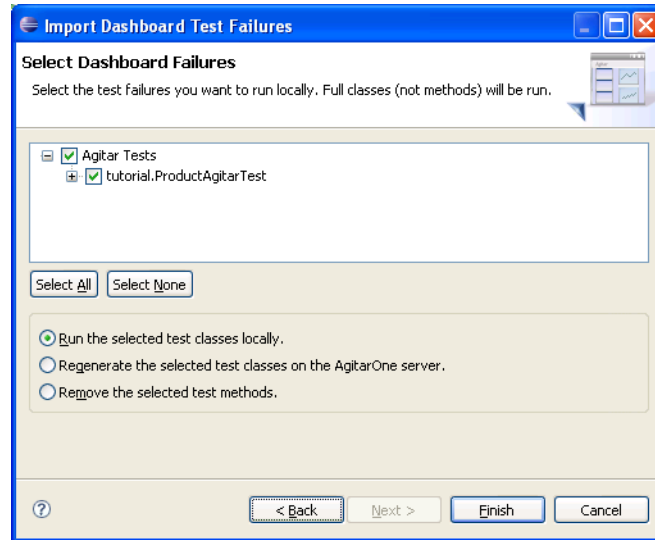 Import Dashboard Test Failures
Select Dashboard Failures
Select the test failures you want to run locally. Full classes (not methods) will be run.
Agitar Tests
tutorial.ProductAgitarTest
Select All Select None
Run the selected test classes locally.
Regenerate the selected test classes on the AgitarOne server.
Remove the selected test methods.
? < Back Next > Finish Cancel